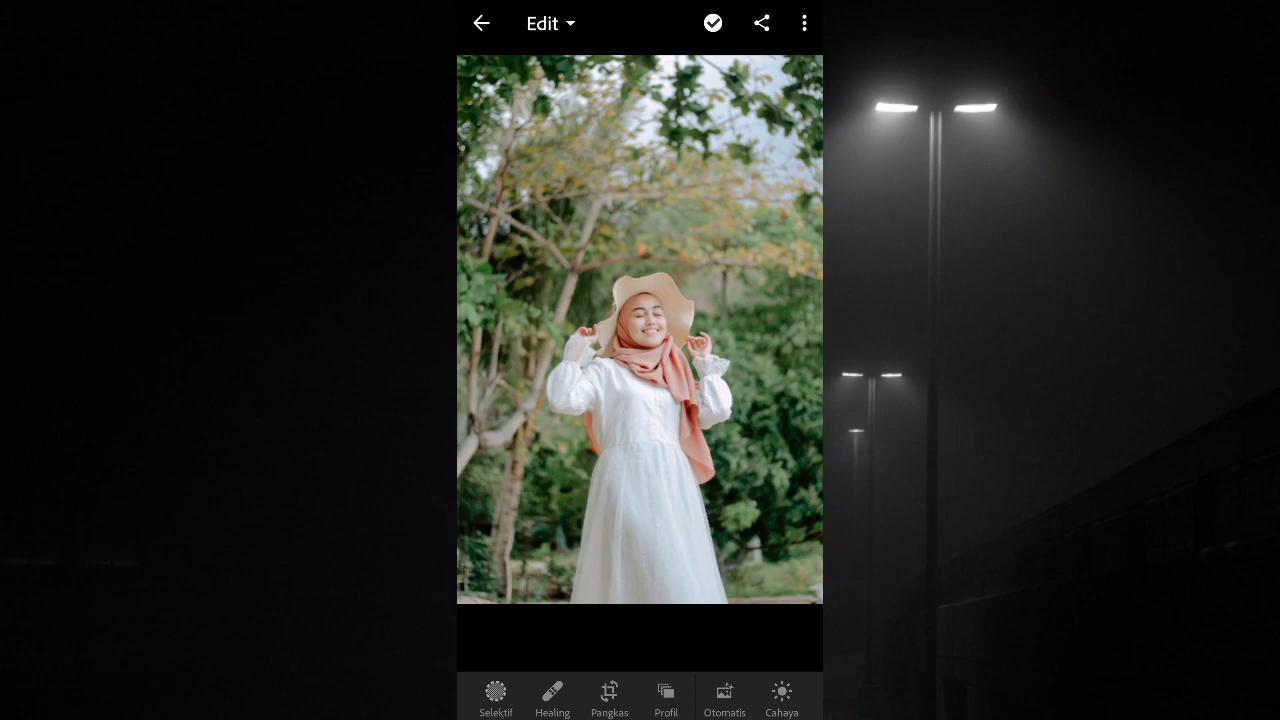 Edit
Selektif
Healing
Pangkas
Profil
Otomatis
Cahaya